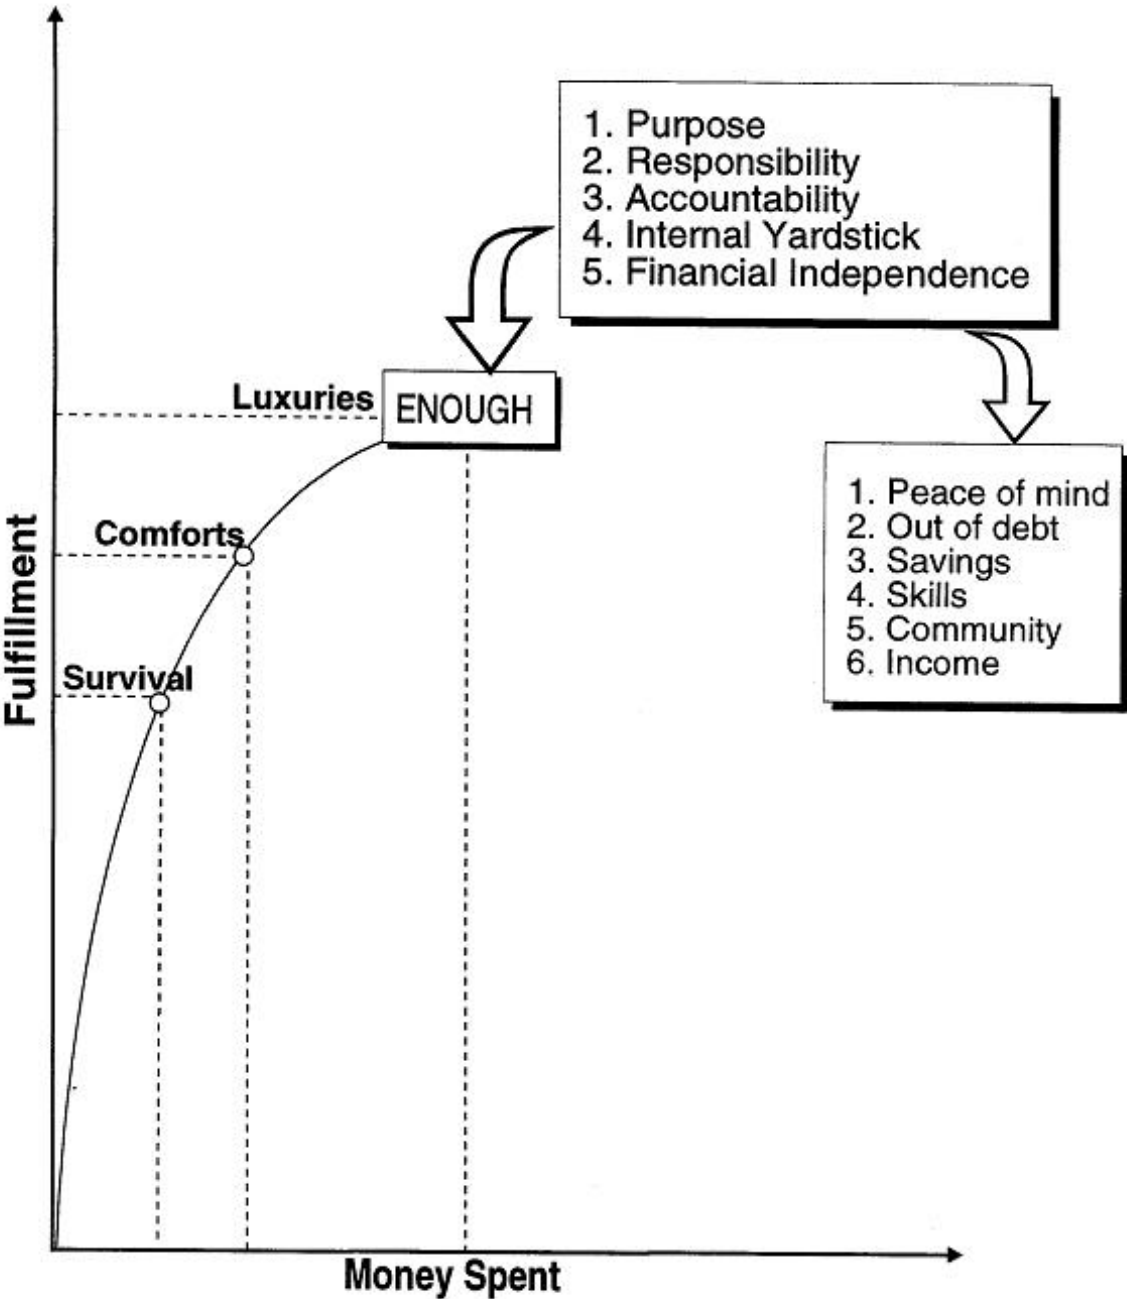 1. Purpose
2. Responsibility
3. Accountability
4. Internal Yardstick
5. Financial Independence
Luxuries
ENOUGH
1. Peace of mind
2. Out of debt
3. Savings
4. Skills
5. Community
6. Income
Comforts
Survival
Fulfillment
Money Spent